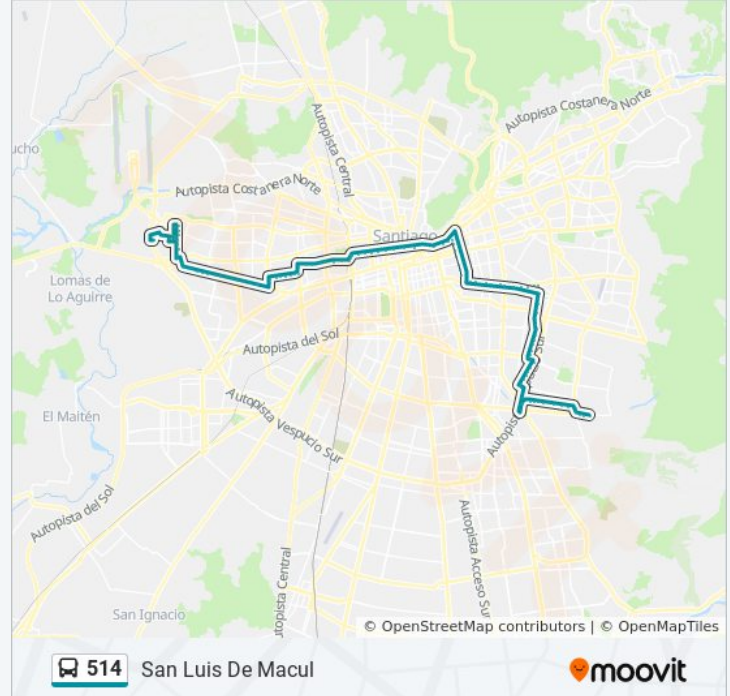 Autopista Costanera Norte
Autopista Central
ucho
Autopista Costanera Norte
Santiago
Lomas de
Lo Aguirre
Autopista del Sol
El Maitén
Autopista Vespucio Sur
Autopis
Sur
Autopista del Sol
Autopista Acceso Sur
Autopista Central
San Ignacio
© OpenStreetMap contributors | © OpenMapTiles
514 San Luis De Macul
moovit